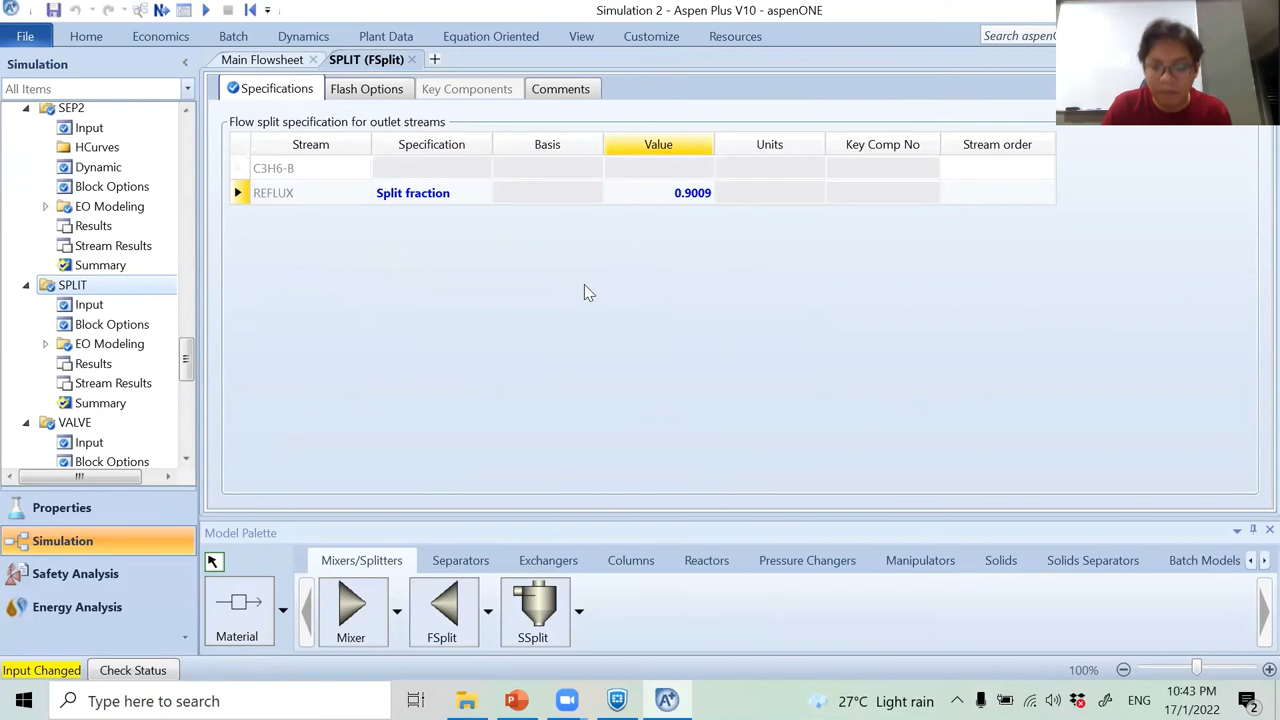 Simulation 2 - Aspen Plus V10 - aspenONE
File Home Economics Batch Dynamics Plant Data Equation Oriented View Customize Resources Search aspen
Simulation
All Items
SEP2
Input
HCurves
Dynamic
Block Options
EO Modeling
Results
Stream Results
Summary
SPLIT
Input
Block Options
EO Modeling
Results
Stream Results
Summary
VALVE
Input
Block Options
Properties
Simulation
Safety Analysis
Energy Analysis
Main Flowsheet SPLIT (FSplit)
Specifications Flash Options Key Components Comments
Flow split specification for outlet streams
Stream Specification Basis Value Units Key Comp No Stream order
C3H6-B
REFLUX Split fraction 0.9009
Model Palette
Mixers/Splitters Separators Exchangers Columns Reactors Pressure Changers Manipulators Solids Solids Separators Batch Models
Material Mixer FSplit SSplit
Input Changed Check Status 100%
Type here to search 27°C Light rain ENG 10:43 PM
17/1/2022 2